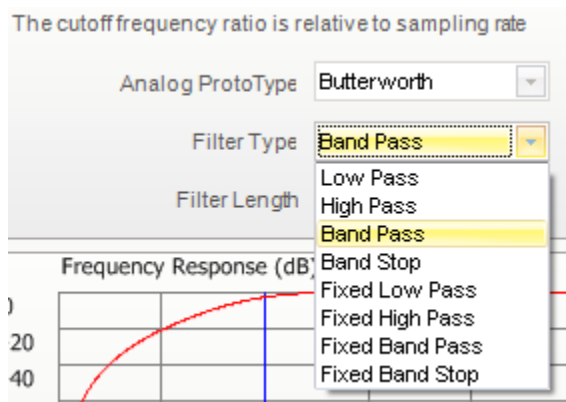 The cutoff frequency ratio is relative to sampling rate
Analog ProtoType Butterworth
Filter Type Band Pass
Filter Length
Low Pass
High Pass
Band Pass
Band Stop
Fixed Low Pass
Fixed High Pass
Fixed Band Pass
Fixed Band Stop
Frequency Response (dB)
0
20
40